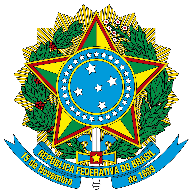 REPÚBLICA FEDERATIVA DO BRASIL
15 de Novembro
de 1889